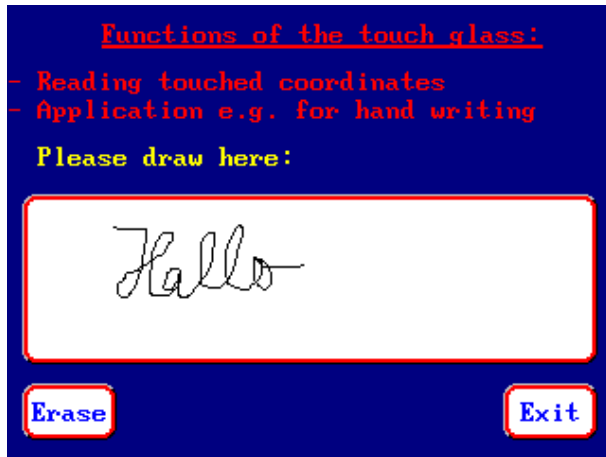 Functions of the touch glass:
- Reading touched coordinates
- Application e.g. for hand writing
Please draw here:
Hallo
Erase
Exit